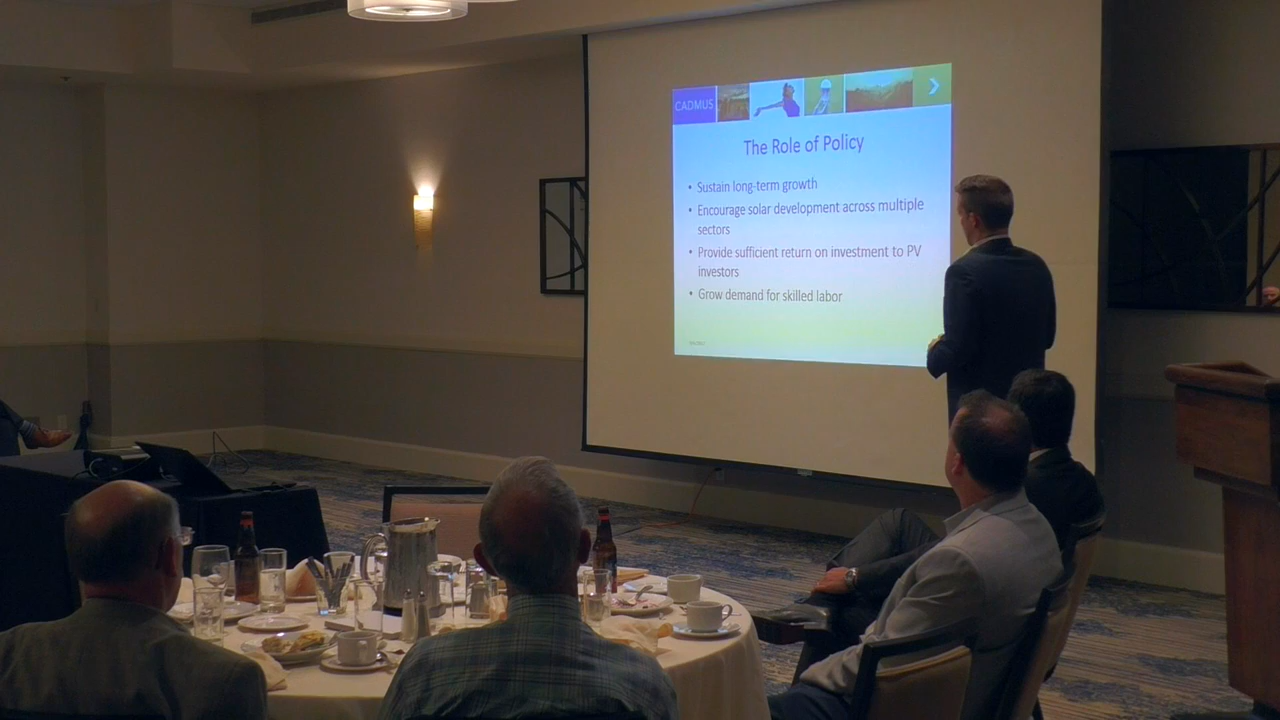 CADMUS
The Role of Policy
• Sustain long-term growth
• Encourage solar development across multiple
sectors
• Provide sufficient return on investment to PV
investors
• Grow demand for skilled labor